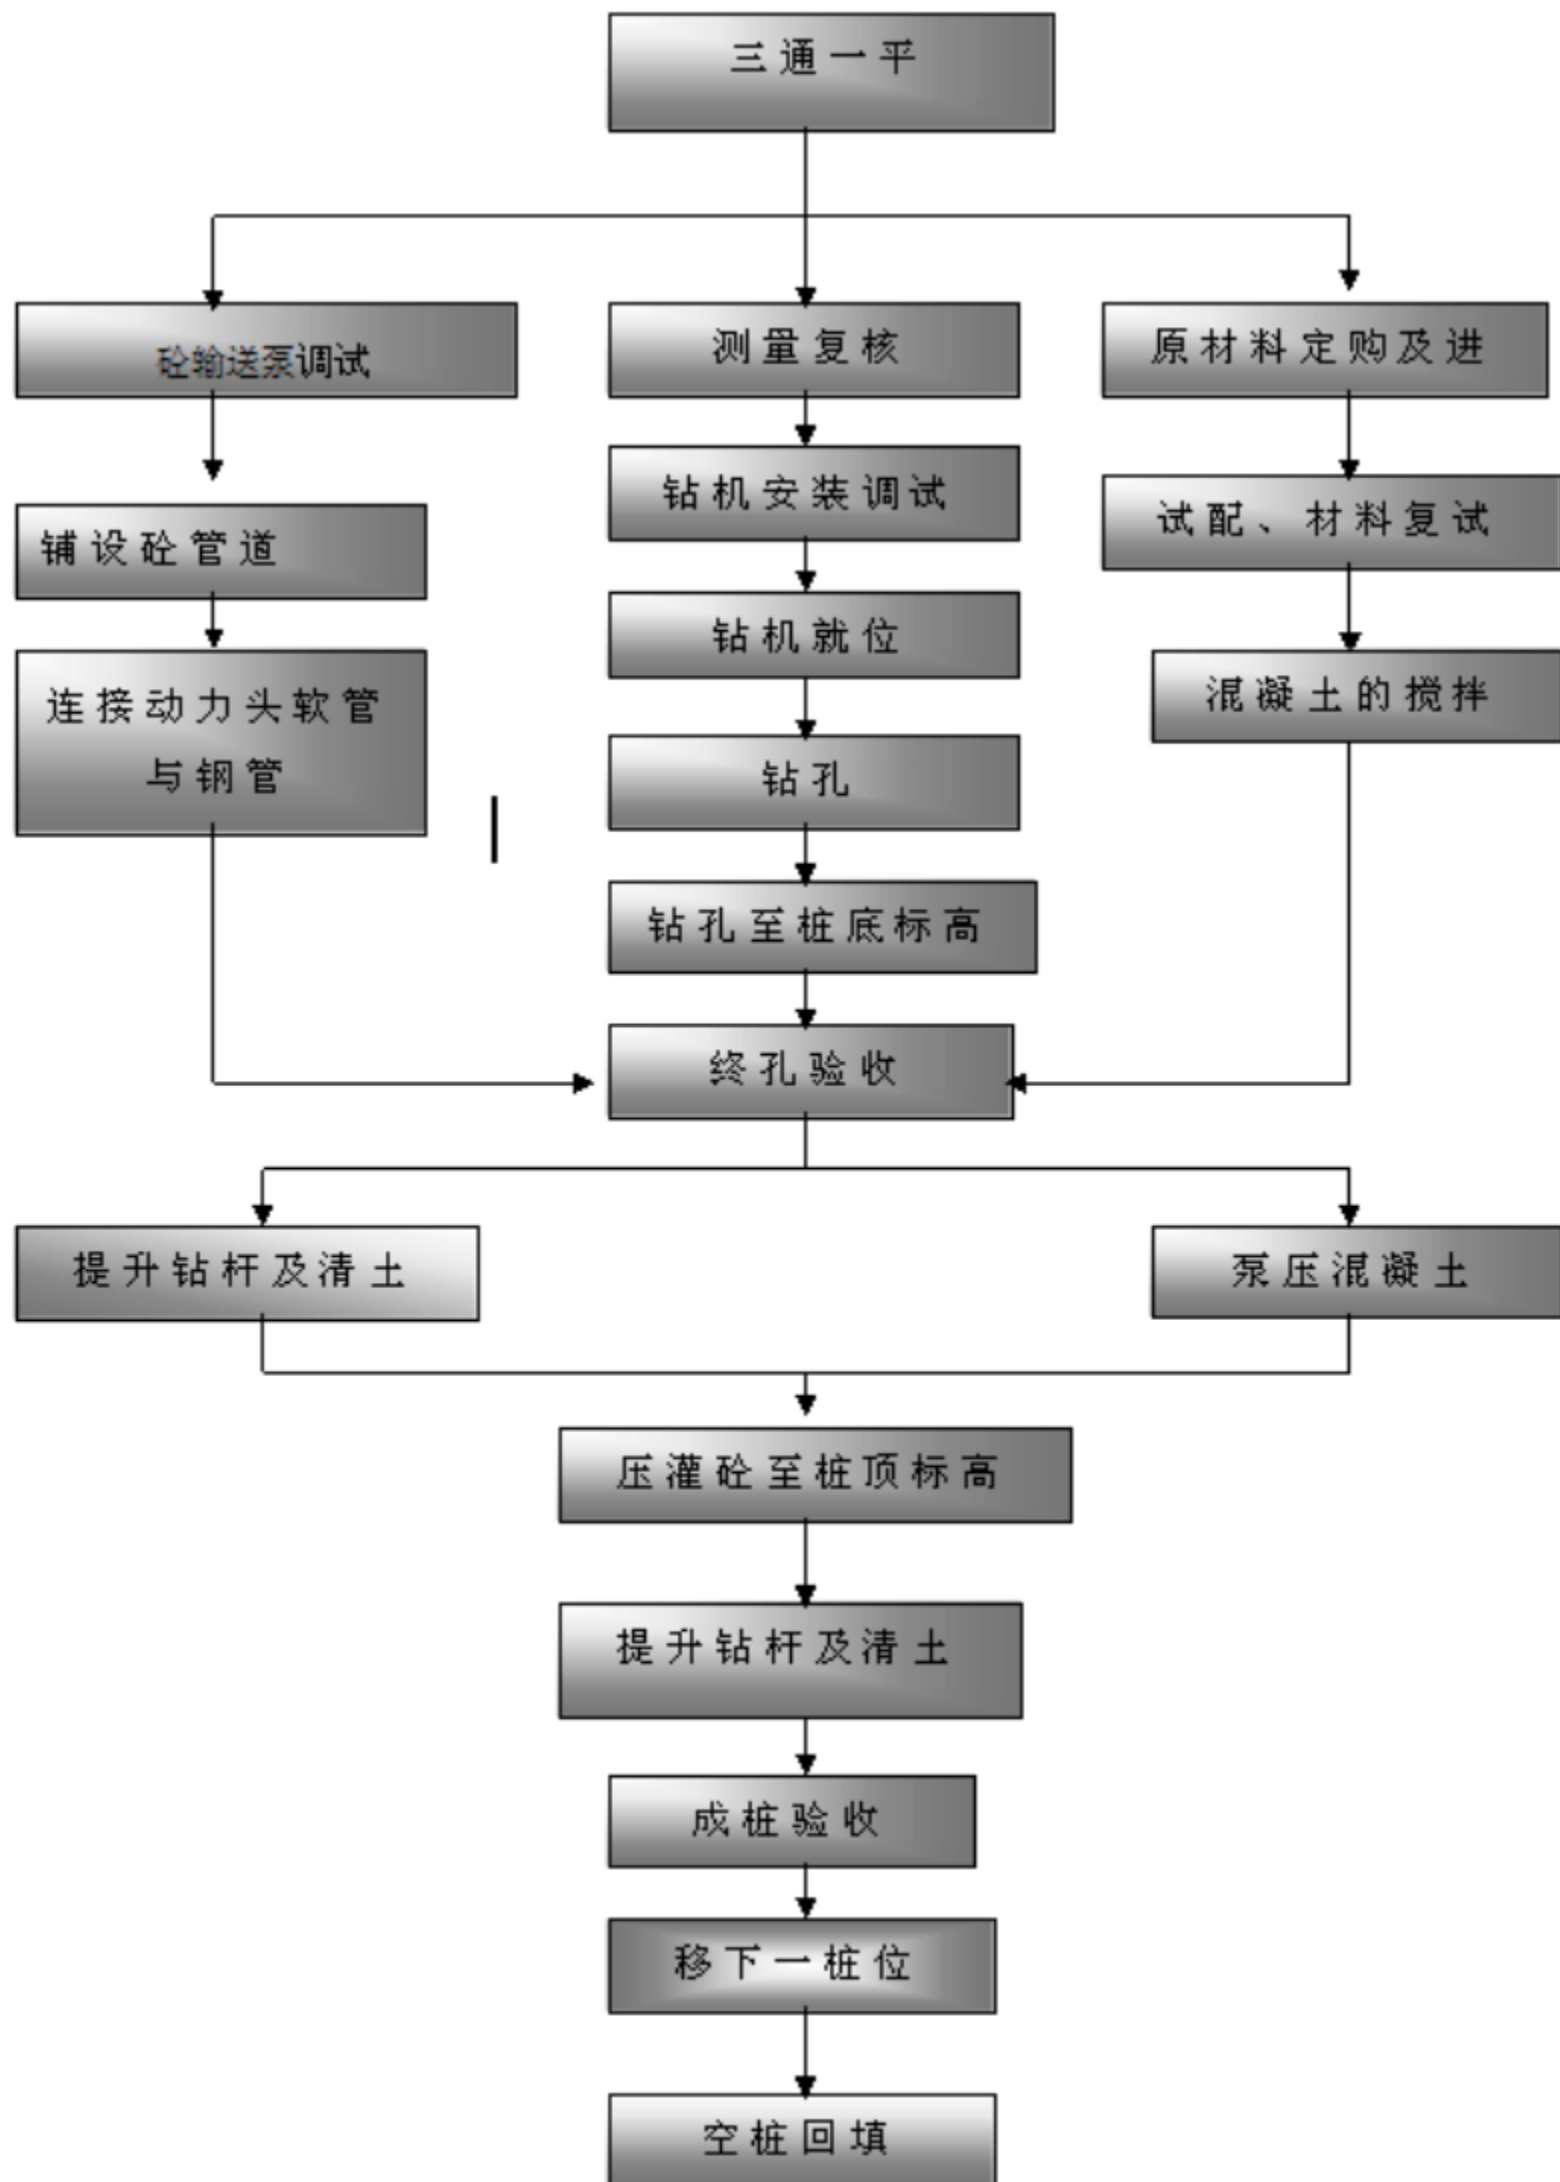 三通一平
砼输送泵调试
测量复核
原材料定购及进
钻机安装调试
试配、材料复试
铺设砼管道
钻机就位
连接动力头软管
与钢管
混凝土的搅拌
钻孔
钻孔至桩底标高
终孔验收
提升钻杆及清土
泵压混凝土
压灌砼至桩顶标高
提升钻杆及清土
成桩验收
移下一桩位
空桩回填